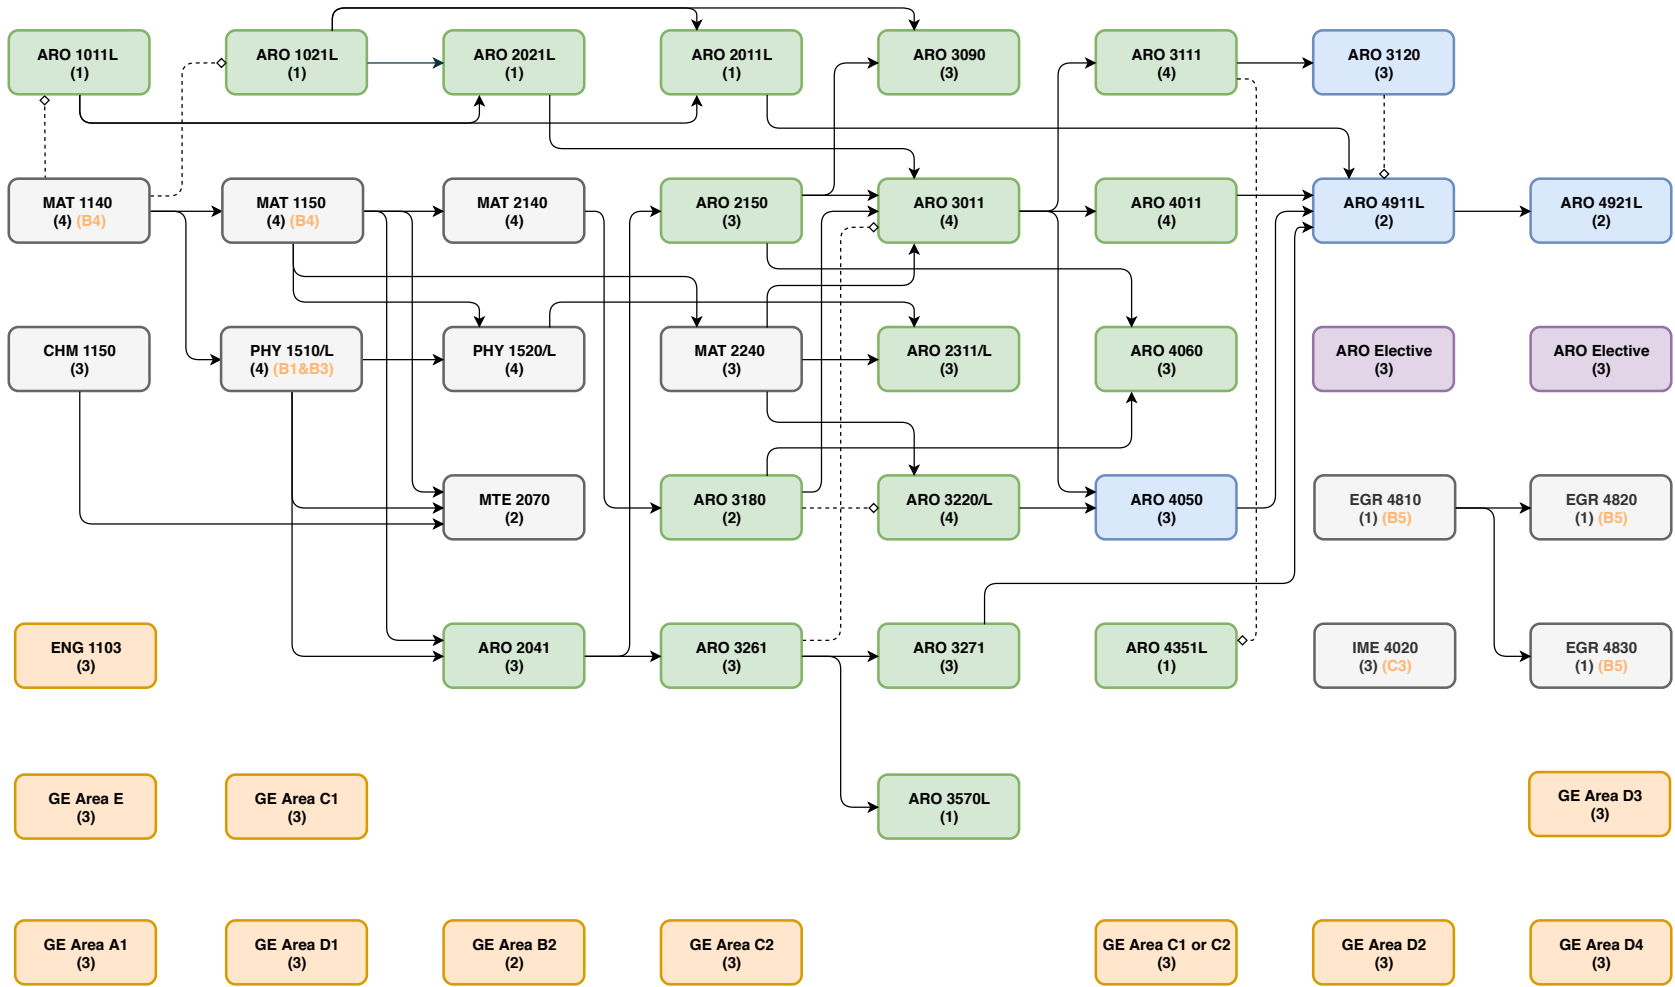 ARO 1011L
(1)
ARO 1021L
(1)
ARO 2021L
(1)
ARO 2011L
(1)
ARO 3090
(3)
ARO 3111
(4)
ARO 3120
(3)
MAT 1140
(4) (B4)
MAT 1150
(4) (B4)
MAT 2140
(4)
ARO 2150
(3)
ARO 3011
(4)
ARO 4011
(4)
ARO 4911L
(2)
ARO 4921L
(2)
CHM 1150
(3)
PHY 1510/L
(4) (B1&B3)
PHY 1520/L
(4)
MAT 2240
(3)
ARO 2311/L
(3)
ARO 4060
(3)
ARO Elective
(3)
ARO Elective
(3)
MTE 2070
(2)
ARO 3180
(2)
ARO 3220/L
(4)
ARO 4050
(3)
EGR 4810
(1) (B5)
EGR 4820
(1) (B5)
ENG 1103
(3)
ARO 2041
(3)
ARO 3261
(3)
ARO 3271
(3)
ARO 4351L
(1)
IME 4020
(3) (C3)
EGR 4830
(1) (B5)
GE Area E
(3)
GE Area C1
(3)
ARO 3570L
(1)
GE Area D3
(3)
GE Area A1
(3)
GE Area D1
(3)
GE Area B2
(2)
GE Area C2
(3)
GE Area C1 or C2
(3)
GE Area D2
(3)
GE Area D4
(3)